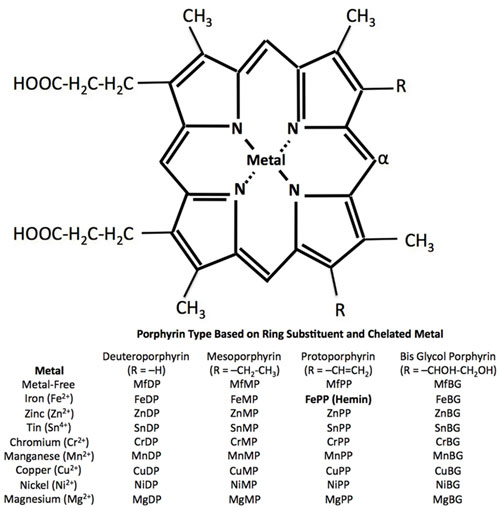 CH₃ CH₃
HOOC-H₂C-H₂C R
N N
Metal α
N N
HOOC-H₂C-H₂C CH₃
CH₃ R
Porphyrin Type Based on Ring Substituent and Chelated Metal
Deuteroporphyrin Mesoporphyrin Protoporphyrin Bis Glycol Porphyrin
Metal (R = –H) (R = –CH₂-CH₃) (R = –CH=CH₂) (R = –CHOH-CH₂OH)
Metal-Free MfDP MfMP MfPP MfBG
Iron (Fe²⁺) FeDP FeMP FePP (Hemin) FeBG
Zinc (Zn²⁺) ZnDP ZnMP ZnPP ZnBG
Tin (Sn⁴⁺) SnDP SnMP SnPP SnBG
Chromium (Cr²⁺) CrDP CrMP CrPP CrBG
Manganese (Mn²⁺) MnDP MnMP MnPP MnBG
Copper (Cu²⁺) CuDP CuMP CuPP CuBG
Nickel (Ni²⁺) NiDP NiMP NiPP NiBG
Magnesium (Mg²⁺) MgDP MgMP MgPP MgBG